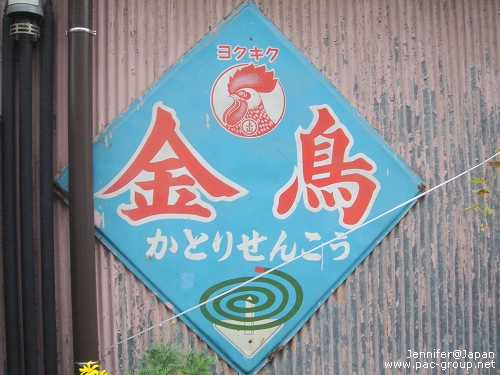 ヨクキク
金
金鳥
かとりせんこう
Jennifer@Japan
www.pac-group.net